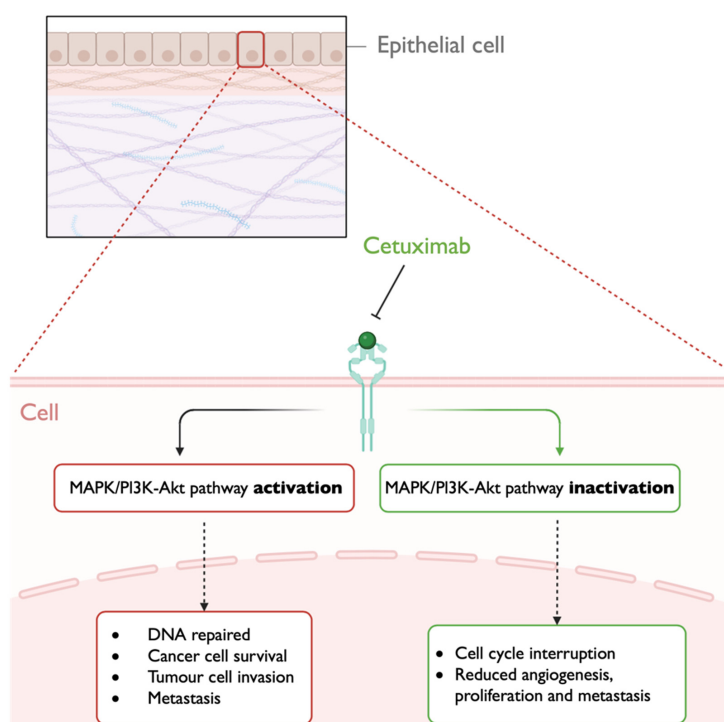 Epithelial cell
Cetuximab
Cell
MAPK/PI3K-Akt pathway activation
MAPK/PI3K-Akt pathway inactivation
• DNA repaired
• Cancer cell survival
• Tumour cell invasion
• Metastasis
• Cell cycle interruption
• Reduced angiogenesis,
proliferation and metastasis